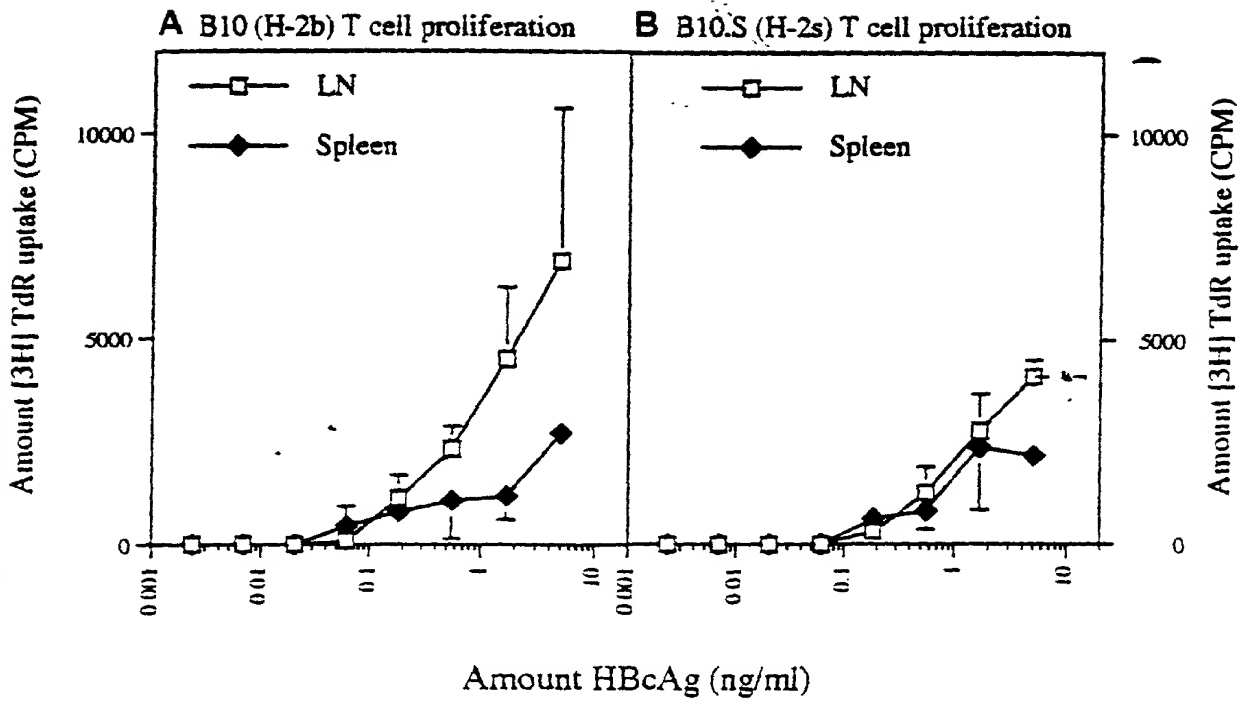 A B10 (H-2b) T cell proliferation
B B10.S (H-2s) T cell proliferation
LN
Spleen
LN
Spleen
Amount [3H] TdR uptake (CPM)
10000
5000
0
10000
5000
0
Amount [3H] TdR uptake (CPM)
0.001
0.01
0.1
1
10
0.001
0.01
0.1
1
10
Amount HBcAg (ng/ml)